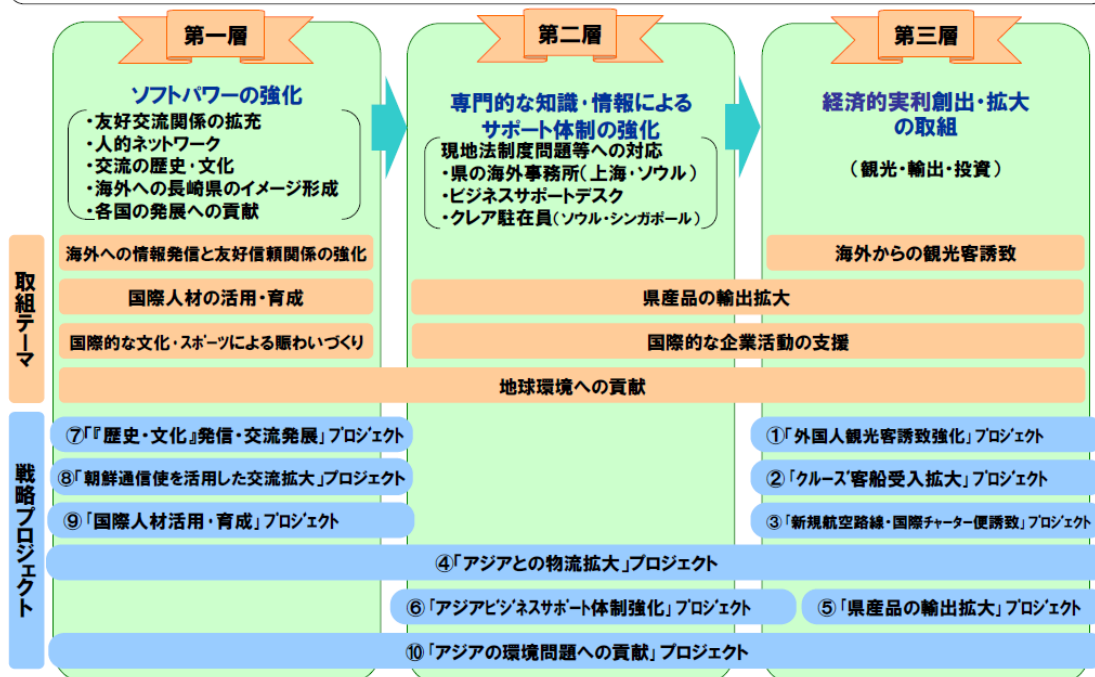 第一層
第二層
第三層
ソフトパワーの強化
・友好交流関係の拡充
・人的ネットワーク
・交流の歴史・文化
・海外への長崎県のイメージ形成
・各国の発展への貢献
専門的な知識・情報による
サポート体制の強化
現地法制度問題等への対応
・県の海外事務所(上海・ソウル)
・ビジネスサポートデスク
・クレア駐在員(ソウル・シンガポール)
経済的実利創出・拡大
の取組
(観光・輸出・投資)
取組テーマ
海外への情報発信と友好信頼関係の強化
海外からの観光客誘致
国際人材の活用・育成
県産品の輸出拡大
国際的な文化・スポーツによる賑わいづくり
国際的な企業活動の支援
地球環境への貢献
戦略プロジェクト
⑦「『歴史・文化』発信・交流発展」プロジェクト
①「外国人観光客誘致強化」プロジェクト
⑧「朝鮮通信使を活用した交流拡大」プロジェクト
②「クルーズ客船受入拡大」プロジェクト
⑨「国際人材活用・育成」プロジェクト
③「新規航空路線・国際チャーター便誘致」プロジェクト
④「アジアとの物流拡大」プロジェクト
⑥「アジアビジネスサポート体制強化」プロジェクト
⑤「県産品の輸出拡大」プロジェクト
⑩「アジアの環境問題への貢献」プロジェクト